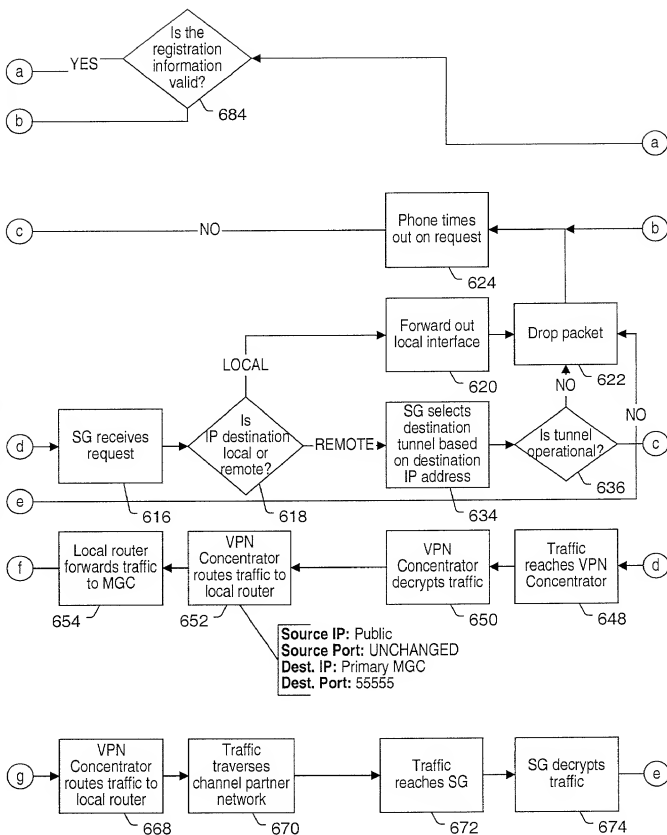 Is the
registration
information
valid?
YES
a
b
684
a
c
NO
Phone times
out on request
b
624
Forward out
local interface
Drop packet
LOCAL
620
622
NO
NO
d
SG receives
request
Is
IP destination
local or
remote?
REMOTE
SG selects
destination
tunnel based
on destination
IP address
Is tunnel
operational?
c
636
e
616
618
634
f
Local router
forwards traffic
to MGC
VPN
Concentrator
routes traffic to
local router
VPN
Concentrator
decrypts traffic
Traffic
reaches VPN
Concentrator
d
654
652
650
648
Source IP: Public
Source Port: UNCHANGED
Dest. IP: Primary MGC
Dest. Port: 55555
g
VPN
Concentrator
routes traffic to
local router
Traffic
traverses
channel partner
network
Traffic
reaches SG
SG decrypts
traffic
e
668
670
672
674